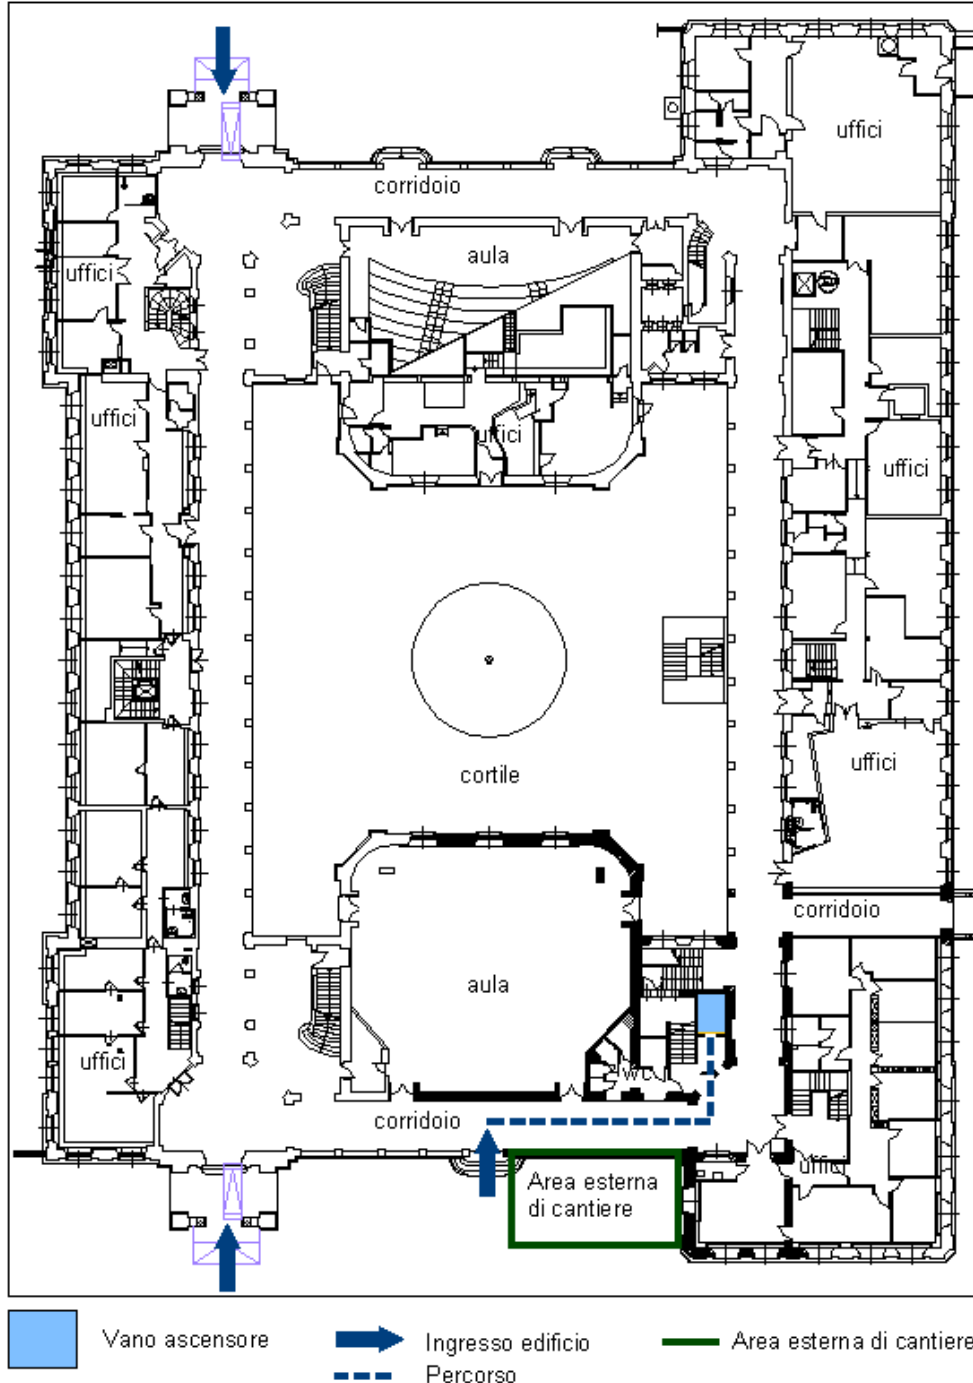 uffici
corridoio
aula
uffici
uffici
uffici
uffici
cortile
uffici
corridoio
aula
uffici
corridoio
uffici
Area esterna
di cantiere
Vano ascensore
Ingresso edificio
Area esterna di cantiere
Percorso